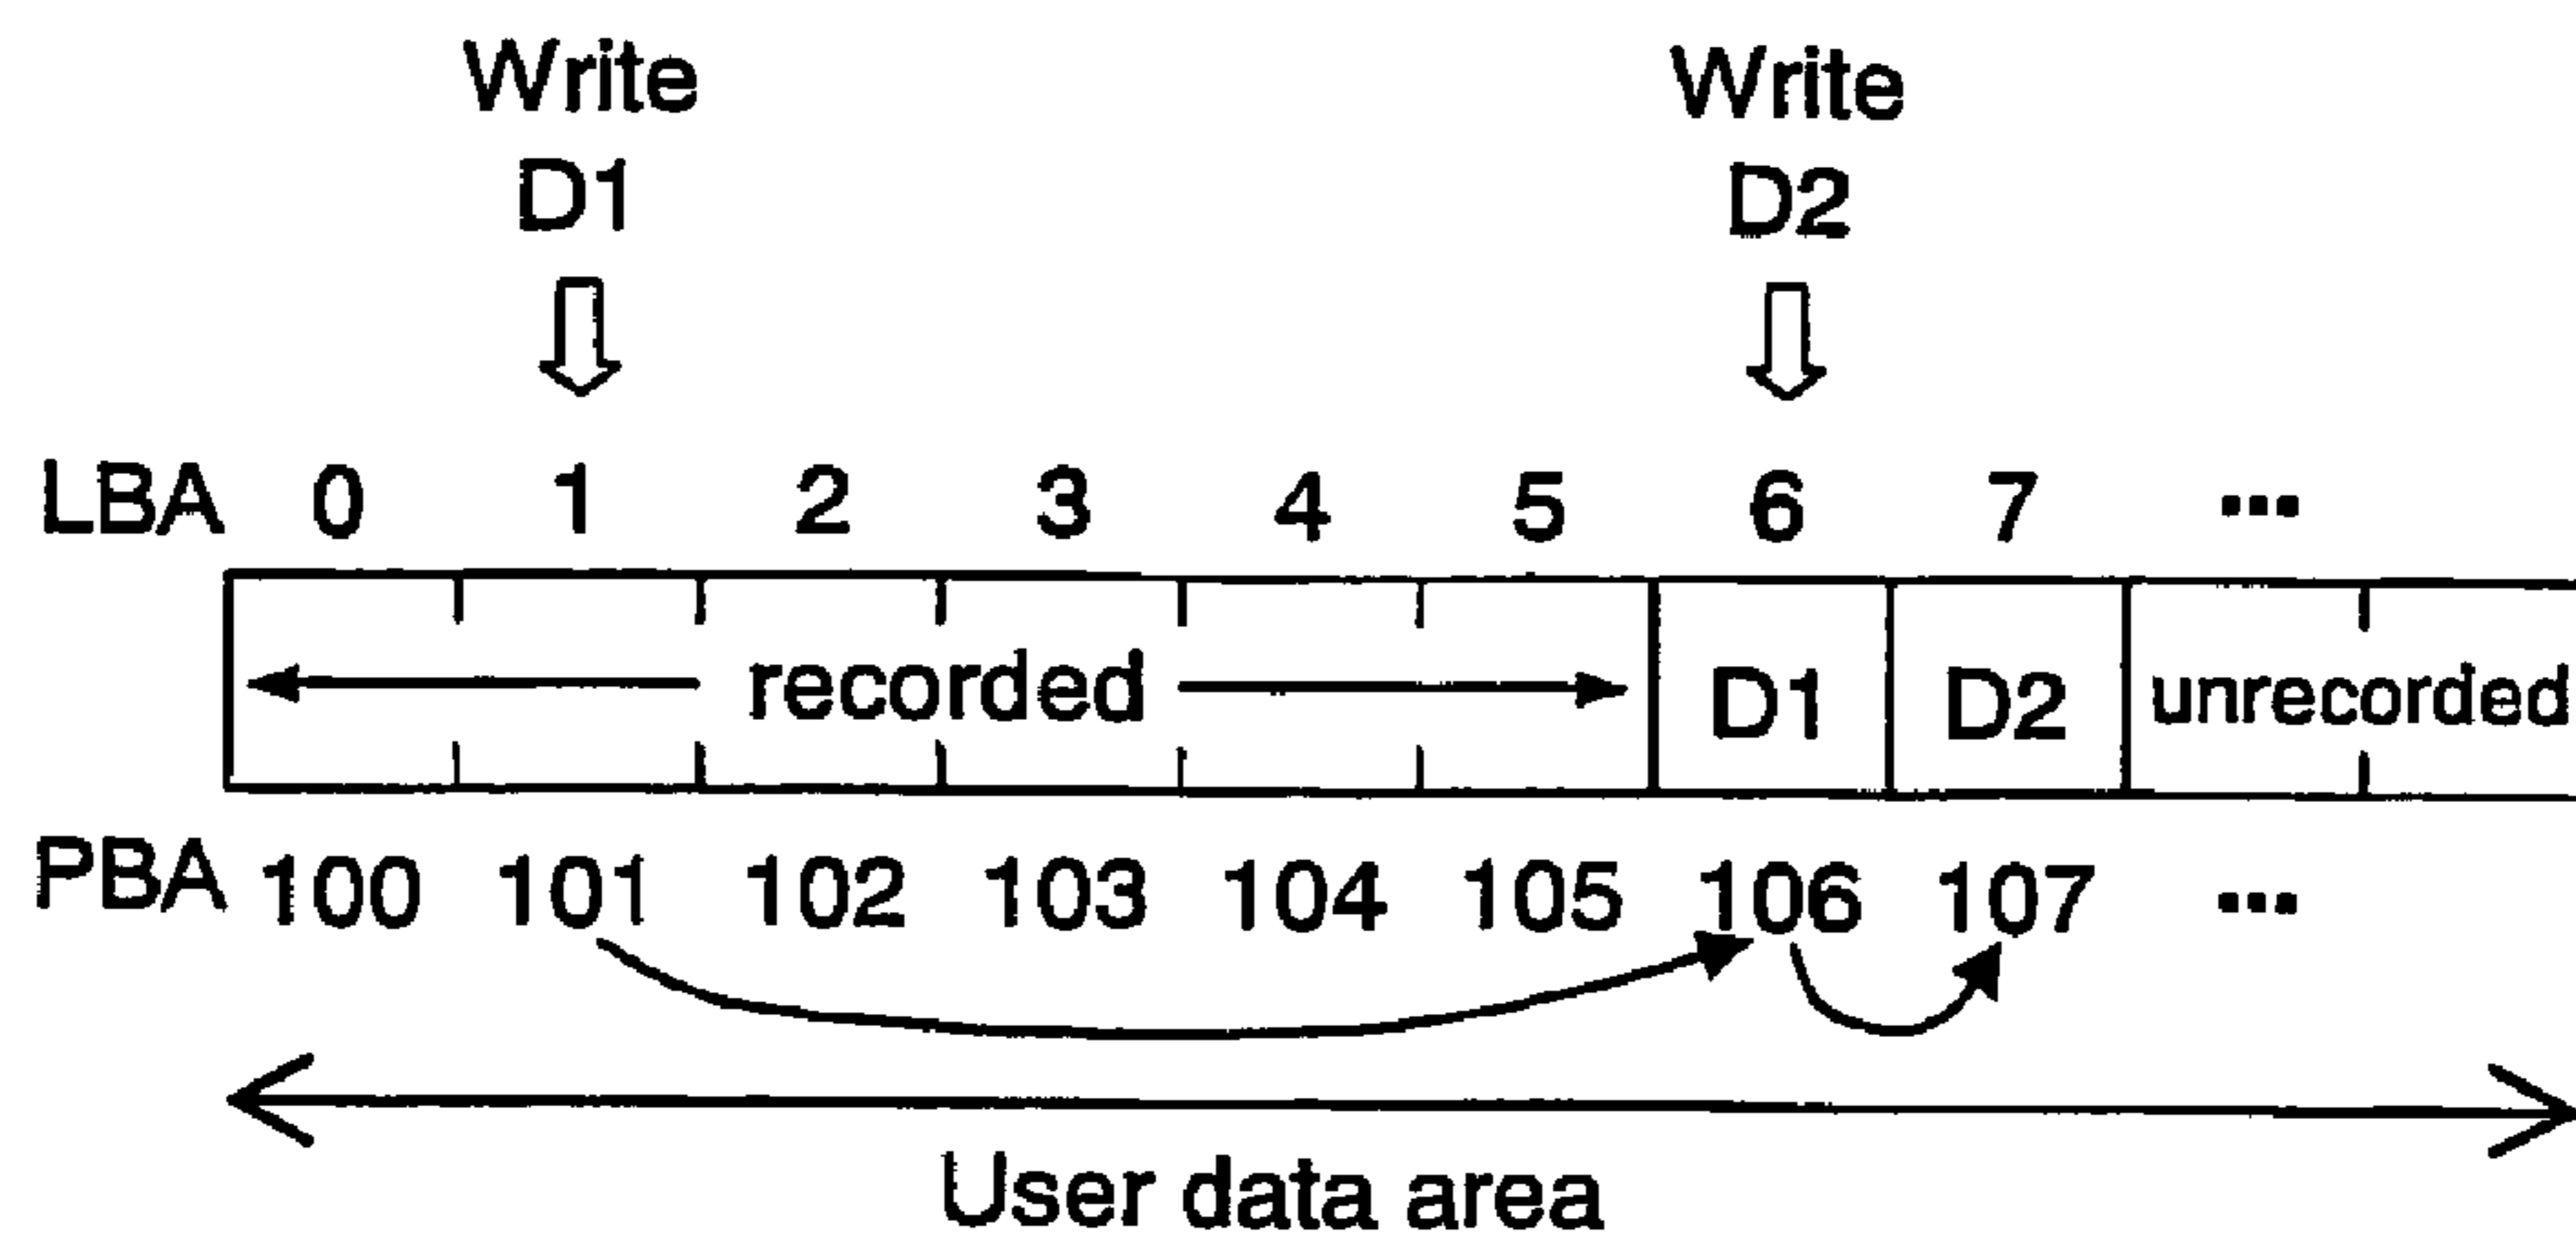 Write Write
D1 D2
LBA 0 1 2 3 4 5 6 7 ...
recorded D1 D2 unrecorded
PBA 100 101 102 103 104 105 106 107 ...
User data area